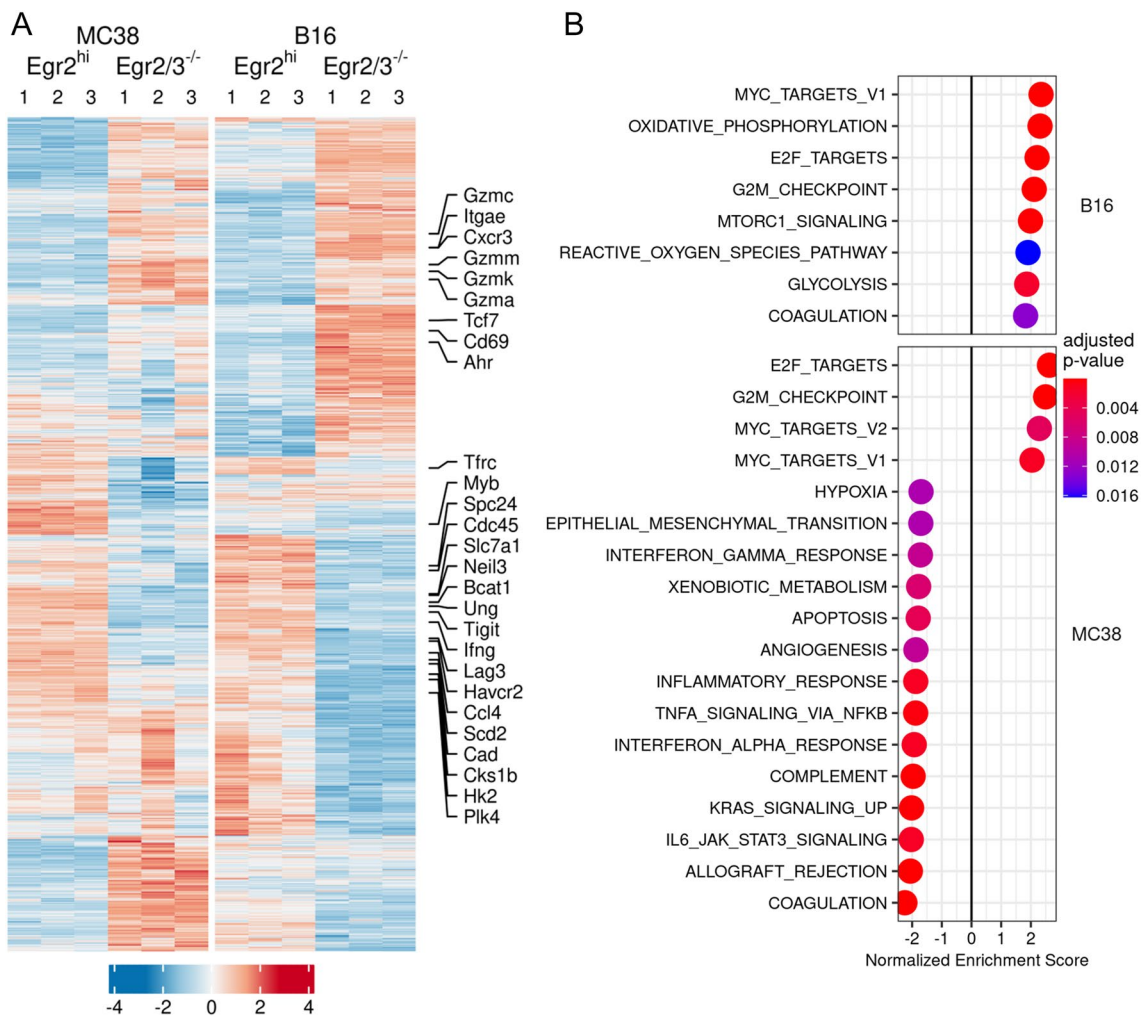 A
MC38 B16
Egr2hi Egr2/3-/- Egr2hi Egr2/3-/-
1 2 3 1 2 3 1 2 3 1 2 3
Gzmc
Itgae
Cxcr3
Gzmm
Gzmk
Gzma
Tcf7
Cd69
Ahr
Tfrc
Myb
Spc24
Cdc45
Slc7a1
Neil3
Bcat1
Ung
Tigit
Ifng
Lag3
Havcr2
Ccl4
Scd2
Cad
Cks1b
Hk2
Plk4
-4 -2 0 2 4
B
MYC_TARGETS_V1
OXIDATIVE_PHOSPHORYLATION
E2F_TARGETS
G2M_CHECKPOINT
MTORC1_SIGNALING
REACTIVE_OXYGEN_SPECIES_PATHWAY
GLYCOLYSIS
COAGULATION
B16
E2F_TARGETS
G2M_CHECKPOINT
MYC_TARGETS_V2
MYC_TARGETS_V1
HYPOXIA
EPITHELIAL_MESENCHYMAL_TRANSITION
INTERFERON_GAMMA_RESPONSE
XENOBIOTIC_METABOLISM
APOPTOSIS
ANGIOGENESIS
INFLAMMATORY_RESPONSE
TNFA_SIGNALING_VIA_NFKB
INTERFERON_ALPHA_RESPONSE
COMPLEMENT
KRAS_SIGNALING_UP
IL6_JAK_STAT3_SIGNALING
ALLOGRAFT_REJECTION
COAGULATION
MC38
-2 -1 0 1 2
Normalized Enrichment Score
adjusted
p-value
0.004
0.008
0.012
0.016